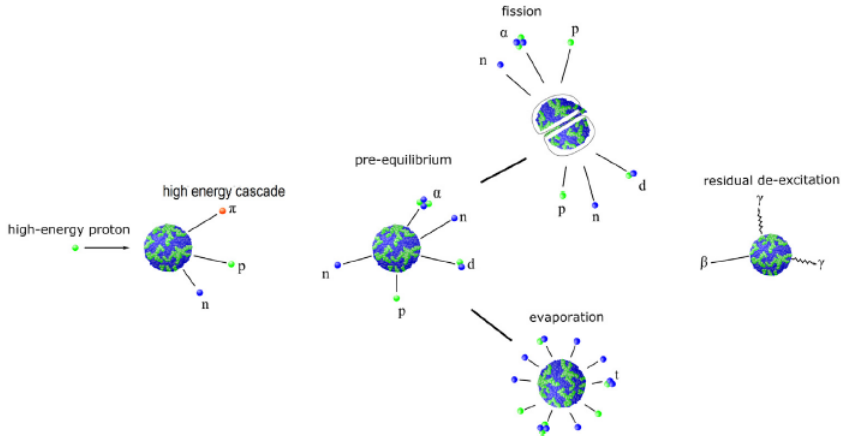 fission
α
p
n
pre-equilibrium
high energy cascade
π
high-energy proton
p
n
α
n
n
d
p
d
p
n
residual de-excitation
γ
β
γ
evaporation
t